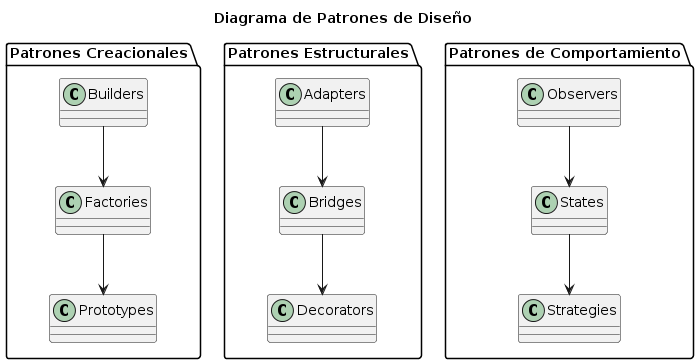 Diagrama de Patrones de Diseño
Patrones Creacionales
C Builders
C Factories
C Prototypes
Patrones Estructurales
C Adapters
C Bridges
C Decorators
Patrones de Comportamiento
C Observers
C States
C Strategies